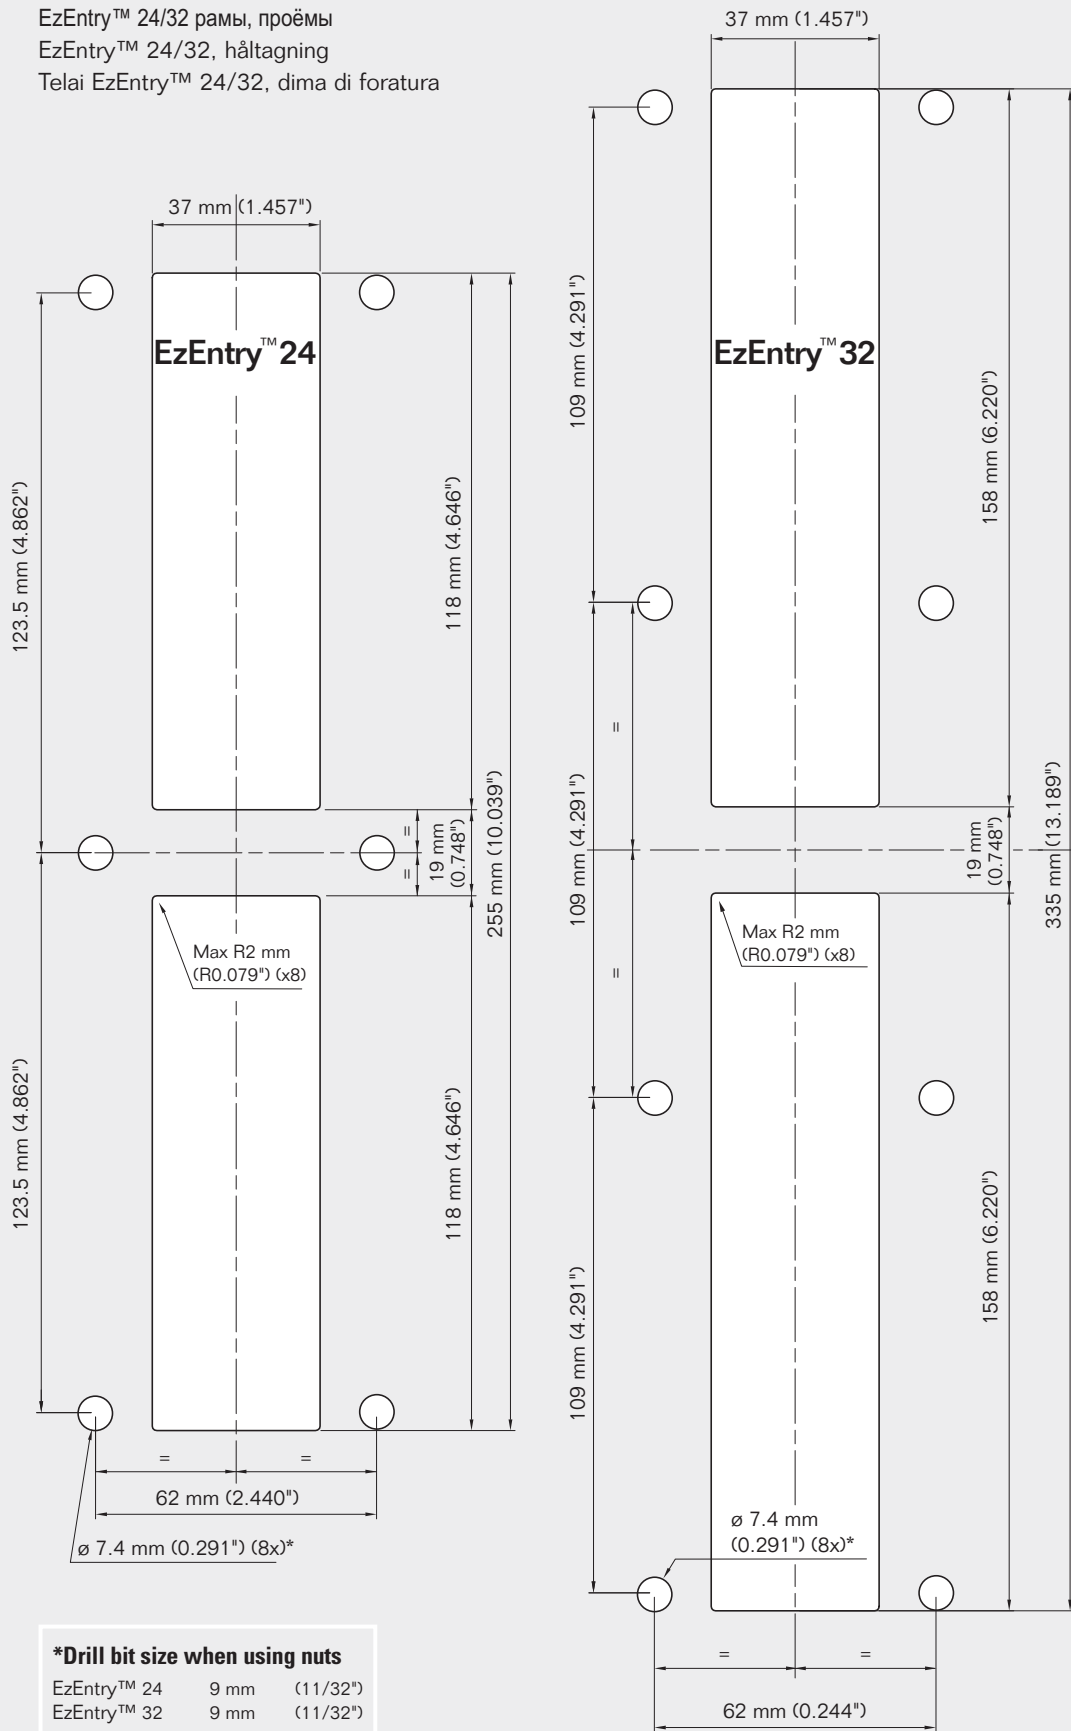 EzEntry™ 24/32 рамы, проёмы
EzEntry™ 24/32, håltagning
Telai EzEntry™ 24/32, dima di foratura
37 mm (1.457")
EzEntry™ 24
123.5 mm (4.862")
118 mm (4.646")
=
=
19 mm
(0.748")
255 mm (10.039")
Max R2 mm
(R0.079") (x8)
123.5 mm (4.862")
118 mm (4.646")
=
=
62 mm (2.440")
ø 7.4 mm (0.291") (8x)*
*Drill bit size when using nuts
EzEntry™ 24 9 mm (11/32")
EzEntry™ 32 9 mm (11/32")
37 mm (1.457")
EzEntry™ 32
109 mm (4.291")
158 mm (6.220")
=
109 mm (4.291")
=
19 mm
(0.748")
335 mm (13.189")
Max R2 mm
(R0.079") (x8)
109 mm (4.291")
158 mm (6.220")
ø 7.4 mm
(0.291") (8x)*
=
=
62 mm (0.244")